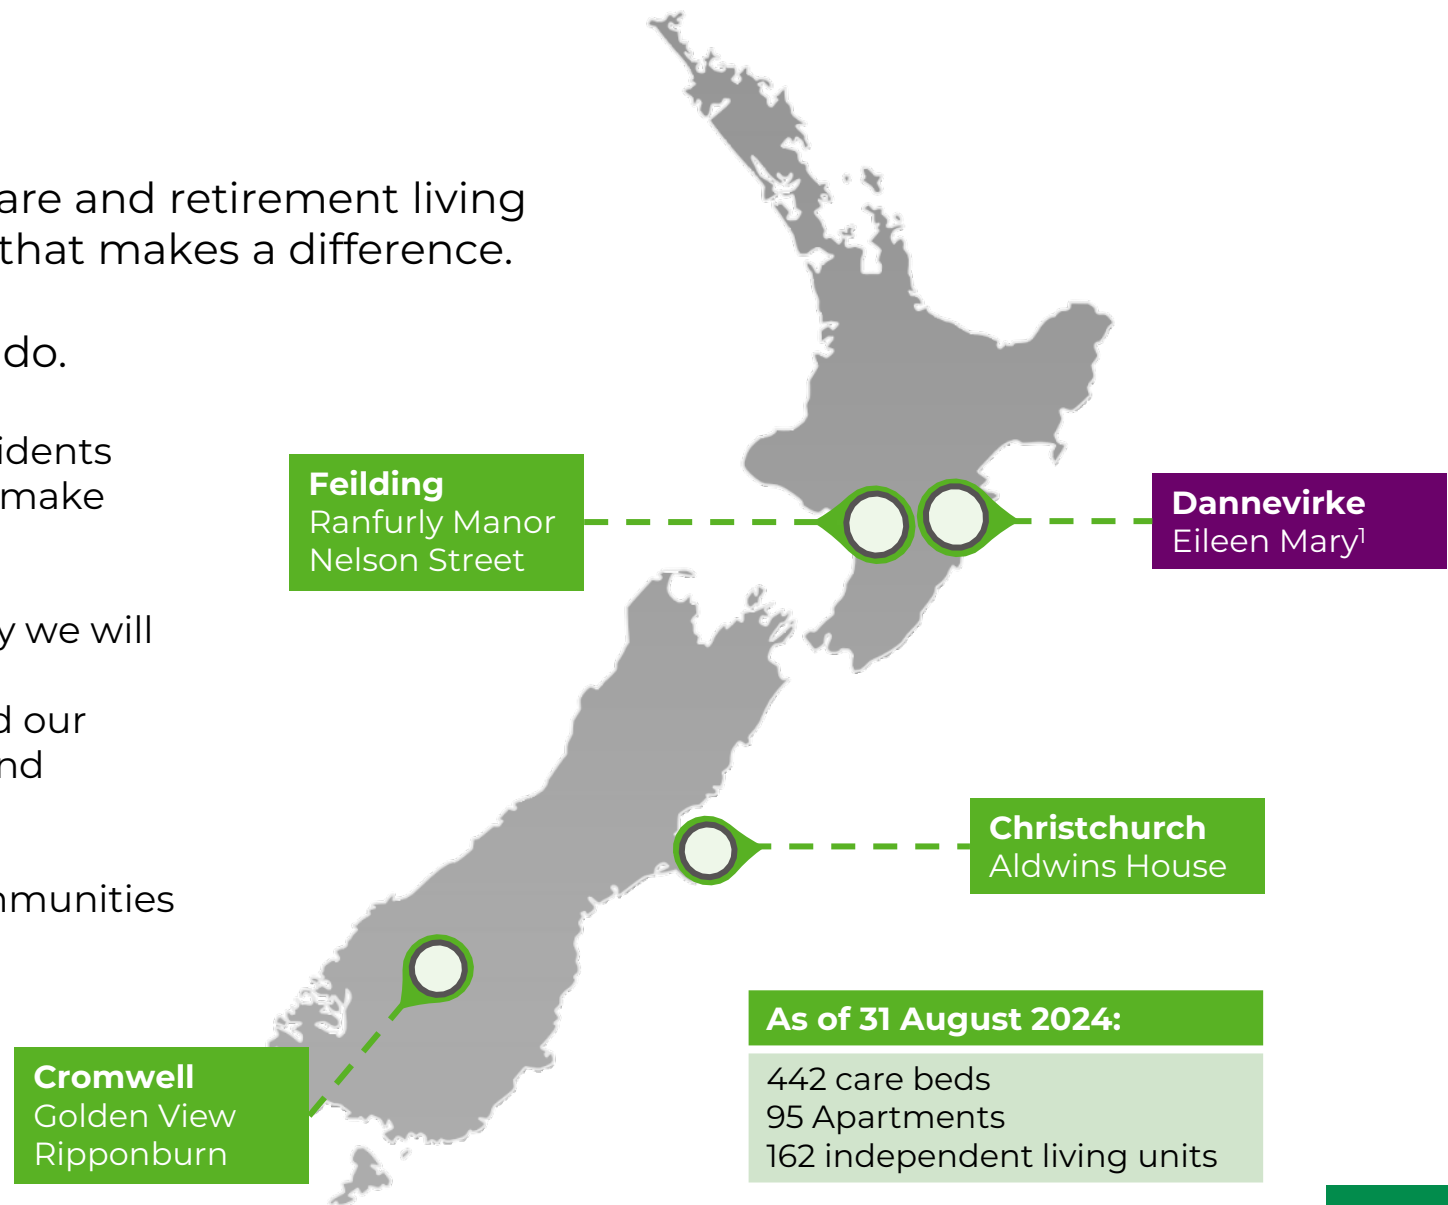 are and retirement living
that makes a difference.
do.
idents
make
y we will
d our
nd
nmunities
Feilding
Ranfurly Manor
Nelson Street
Dannevirke
Eileen Mary¹
Christchurch
Aldwins House
Cromwell
Golden View
Ripponburn
As of 31 August 2024:
442 care beds
95 Apartments
162 independent living units